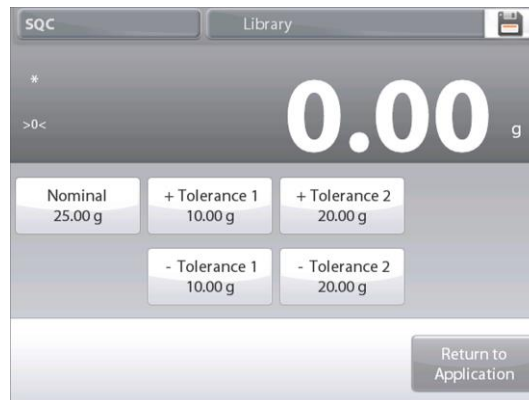 SQC
Library
*
>0<
0.00 g
Nominal
25.00 g
+ Tolerance 1
10.00 g
+ Tolerance 2
20.00 g
- Tolerance 1
10.00 g
- Tolerance 2
20.00 g
Return to
Application